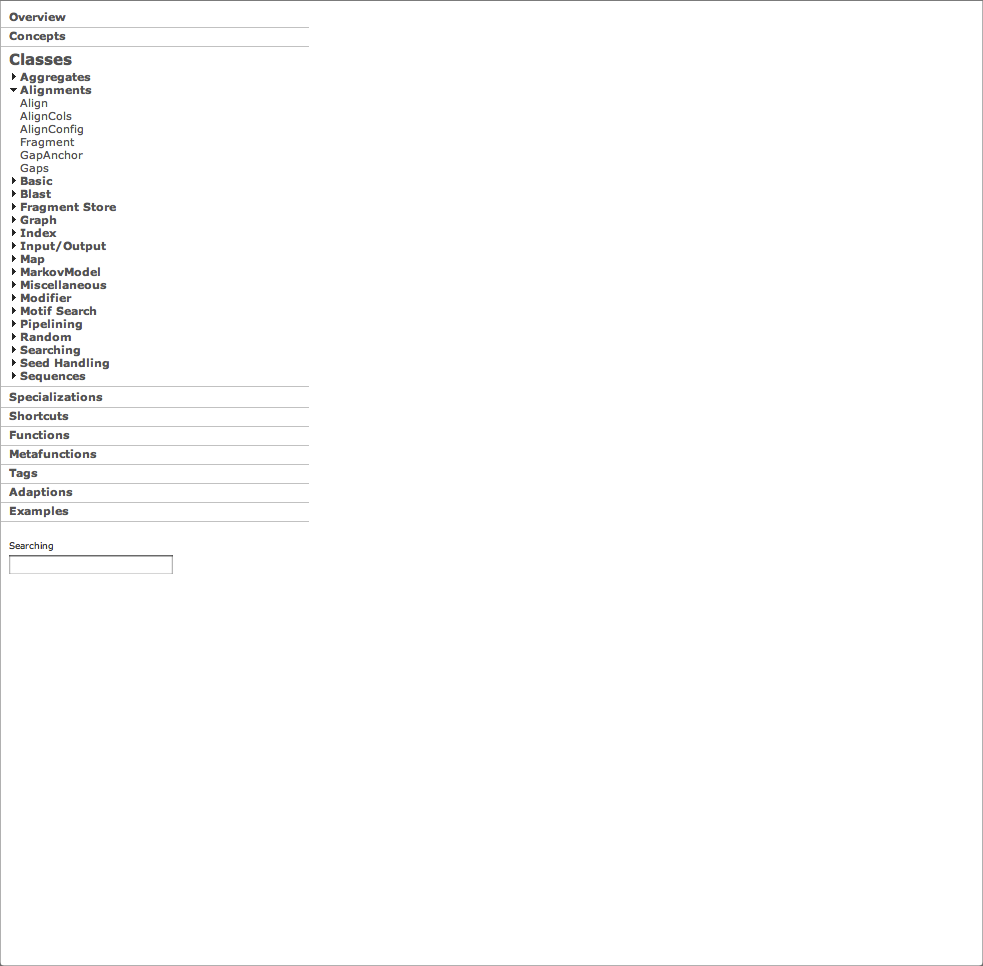 Overview
Concepts
Classes
Aggregates
Alignments
Align
AlignCols
AlignConfig
Fragment
GapAnchor
Gaps
Basic
Blast
Fragment Store
Graph
Index
Input/Output
Map
MarkovModel
Miscellaneous
Modifier
Motif Search
Pipelining
Random
Searching
Seed Handling
Sequences
Specializations
Shortcuts
Functions
Metafunctions
Tags
Adaptions
Examples
Searching